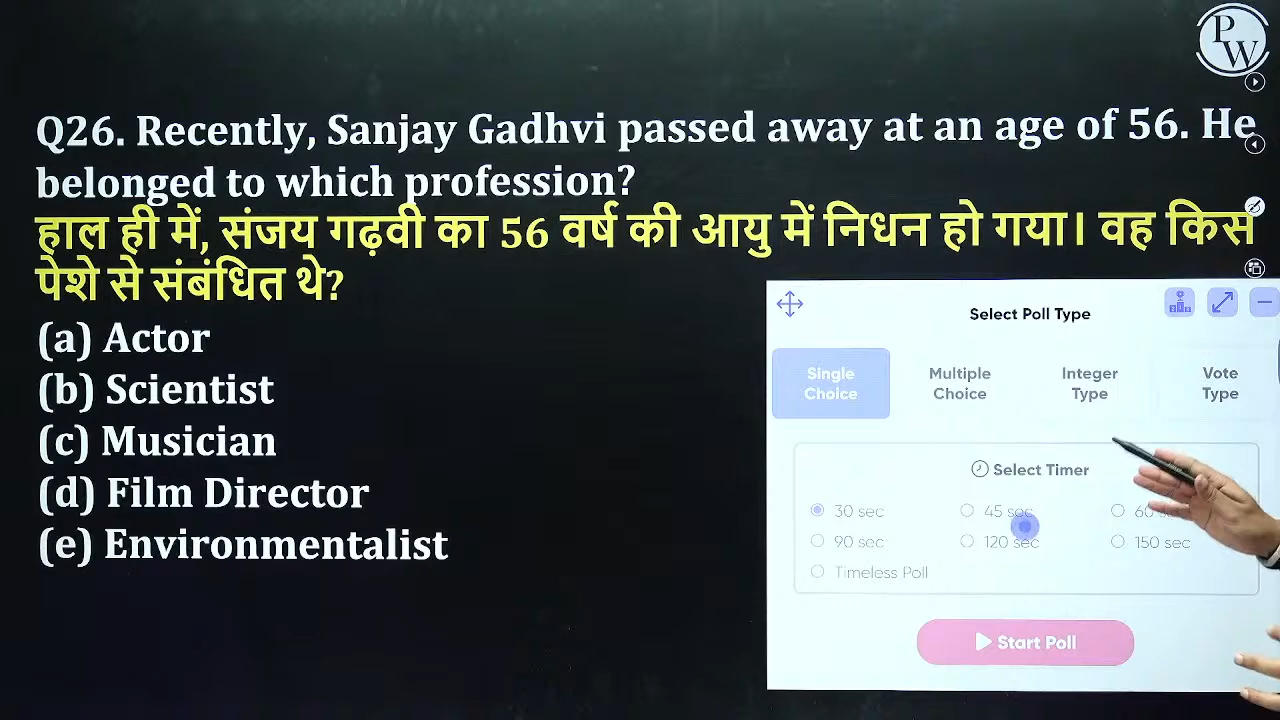 PW
Q26. Recently, Sanjay Gadhvi passed away at an age of 56. He
belonged to which profession?
हाल ही में, संजय गढ़वी का 56 वर्ष की आयु में निधन हो गया। वह किस
पेशे से संबंधित थे?
(a) Actor
(b) Scientist
(c) Musician
(d) Film Director
(e) Environmentalist
Select Poll Type
Single Choice
Multiple Choice
Integer Type
Vote Type
Select Timer
30 sec
45 sec
60
90 sec
120 sec
150 sec
Timeless Poll
Start Poll